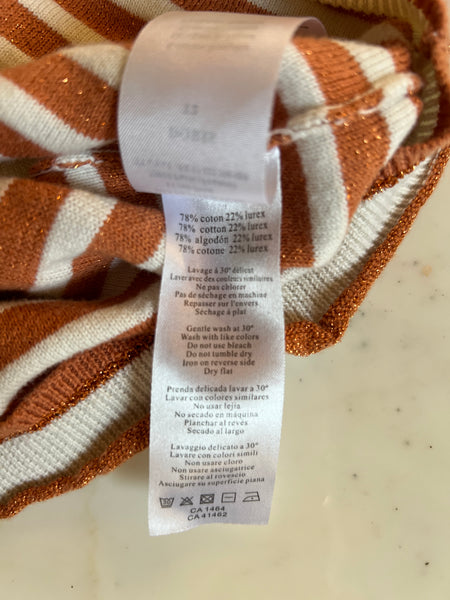 78% coton 22% lurex
78% cotton 22% lurex
78% algodón 22% lurex
78% cotone 22% lurex
Lavage à 30° délicat
Laver avec des couleurs similaires
Ne pas chlorer
Pas de séchage en machine
Repasser sur l'envers
Séchage à plat
Gentle wash at 30°
Wash with like colors
Do not use bleach
Do not tumble dry
Iron on reverse side
Dry flat
Prenda delicada lavar a 30°
Lavar con colores similares
No usar lejia
No secado en máquina
Planchar al revés
Secado al largo
Lavaggio delicato a 30°
Lavare con colori simili
Non usare cloro
Non usare asciugatrice
Stirare al rovescio
Asciugare su superficie piana
CA 1464
CA 41462